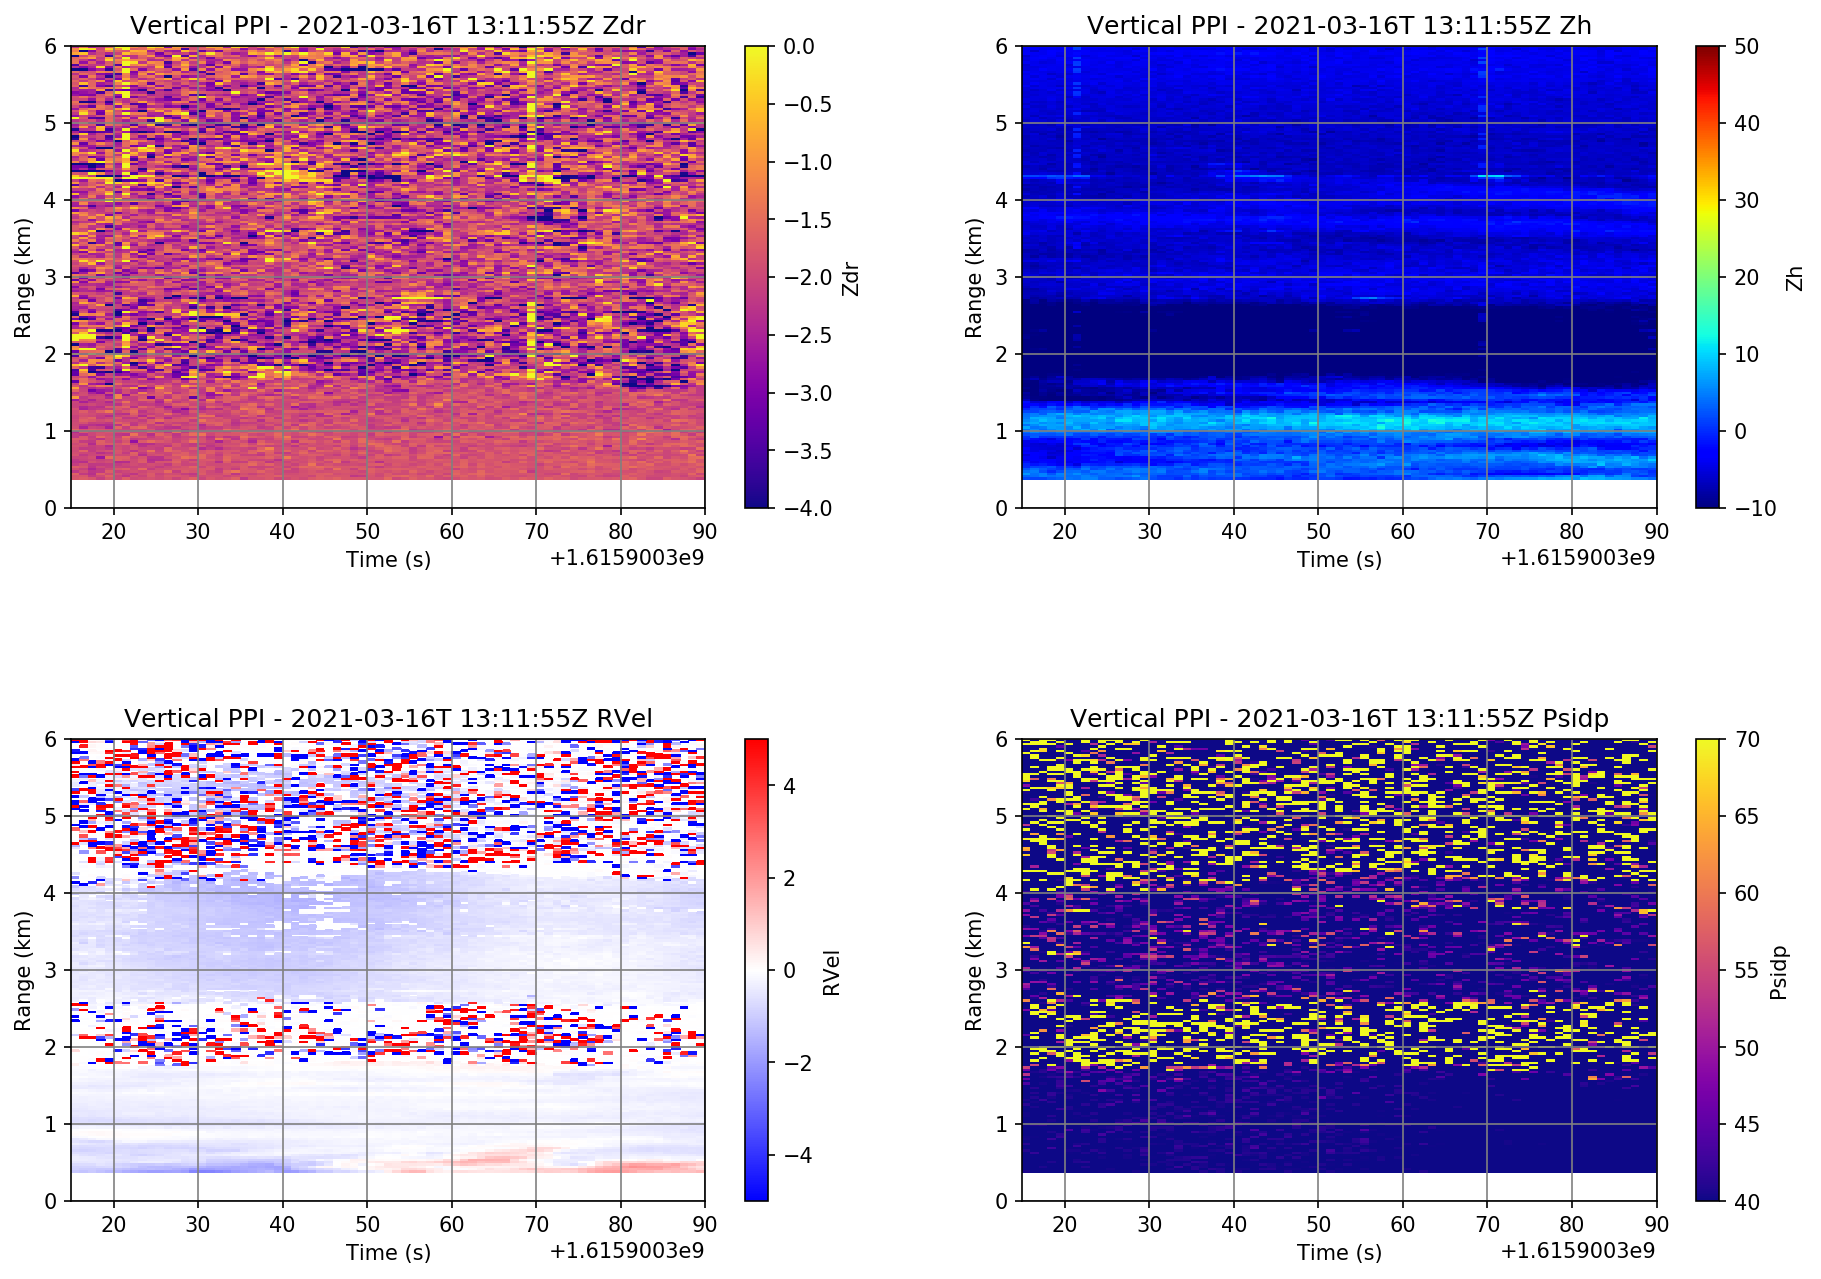 Vertical PPI - 2021-03-16T 13:11:55Z Zdr
6
5
4
3
2
1
0
Range (km)
20 30 40 50 60 70 80 90
Time (s)
+1.6159003e9
0.0
−0.5
−1.0
−1.5
−2.0
−2.5
−3.0
−3.5
−4.0
Zdr
Vertical PPI - 2021-03-16T 13:11:55Z Zh
6
5
4
3
2
1
0
Range (km)
20 30 40 50 60 70 80 90
Time (s)
+1.6159003e9
50
40
30
20
10
0
−10
Zh
Vertical PPI - 2021-03-16T 13:11:55Z RVel
6
5
4
3
2
1
0
Range (km)
20 30 40 50 60 70 80 90
Time (s)
+1.6159003e9
4
2
0
−2
−4
RVel
Vertical PPI - 2021-03-16T 13:11:55Z Psidp
6
5
4
3
2
1
0
Range (km)
20 30 40 50 60 70 80 90
Time (s)
+1.6159003e9
70
65
60
55
50
45
40
Psidp